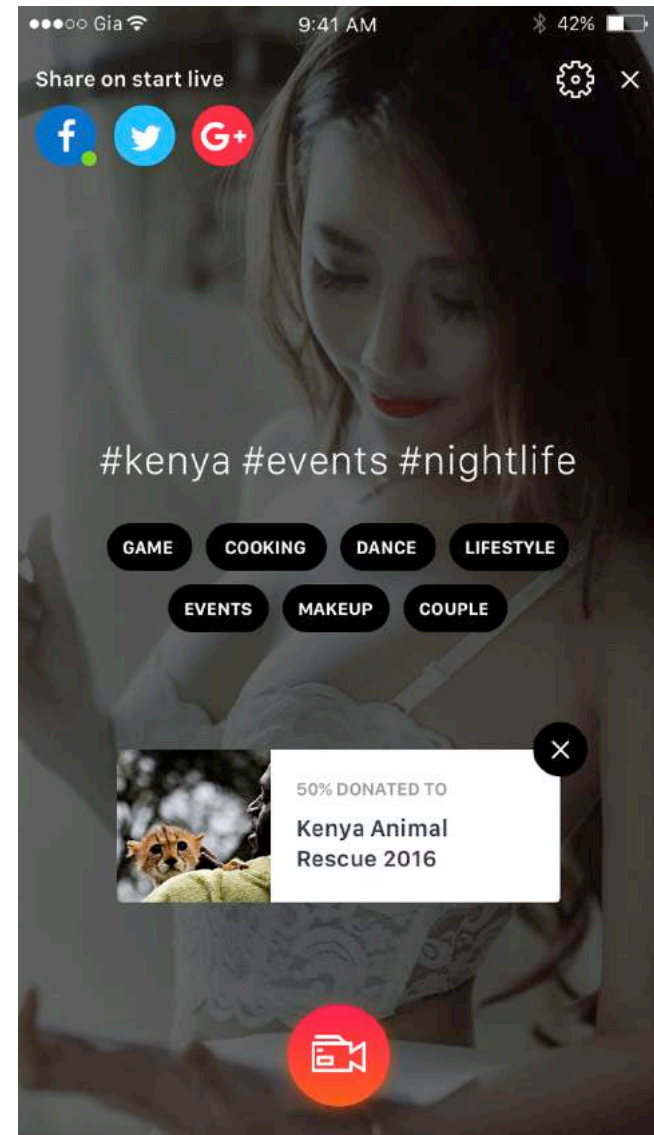 Gia 9:41 AM 42%
Share on start live
f G+
#kenya #events #nightlife
GAME COOKING DANCE LIFESTYLE
EVENTS MAKEUP COUPLE
50% DONATED TO
Kenya Animal
Rescue 2016